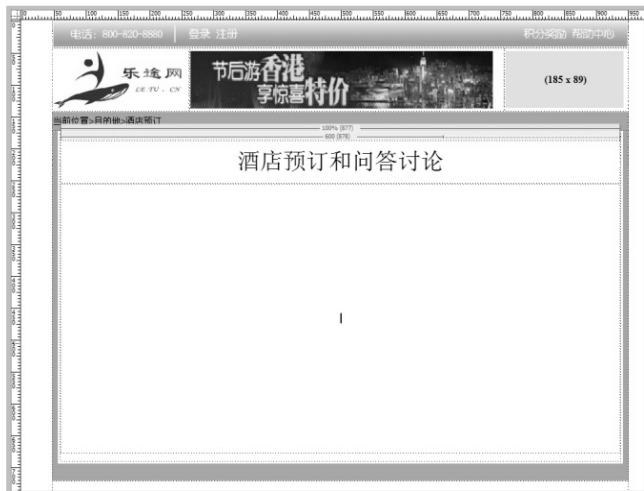 电话：800-820-8880 登录 注册 积分奖励 帮助中心
乐途网
LE TU . CN
节后游香港
享惊喜特价
(185 x 89)
当前位置>目的地>酒店预订
100% (877)
600 (876)
酒店预订和问答讨论